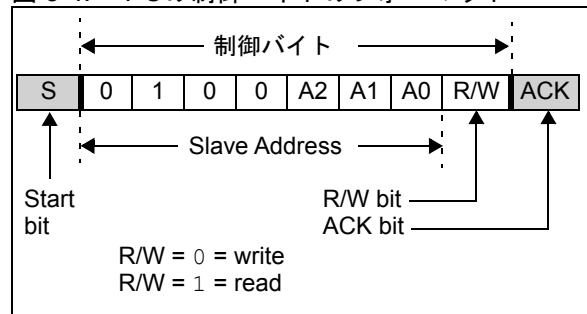 制御バイト
S 0 1 0 0 A2 A1 A0 R/W ACK
Slave Address
Start
bit
R/W bit
ACK bit
R/W = 0 = write
R/W = 1 = read